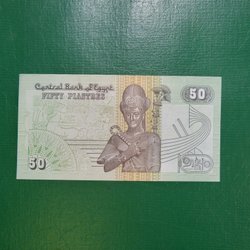 Central Bank of Egypt
FIFTY PIASTRES
50
50